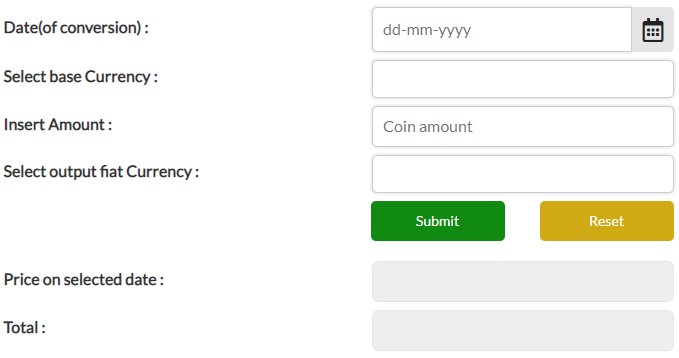 Date(of conversion) :
dd-mm-yyyy
Select base Currency :
Insert Amount :
Coin amount
Select output fiat Currency :
Submit
Reset
Price on selected date :
Total :